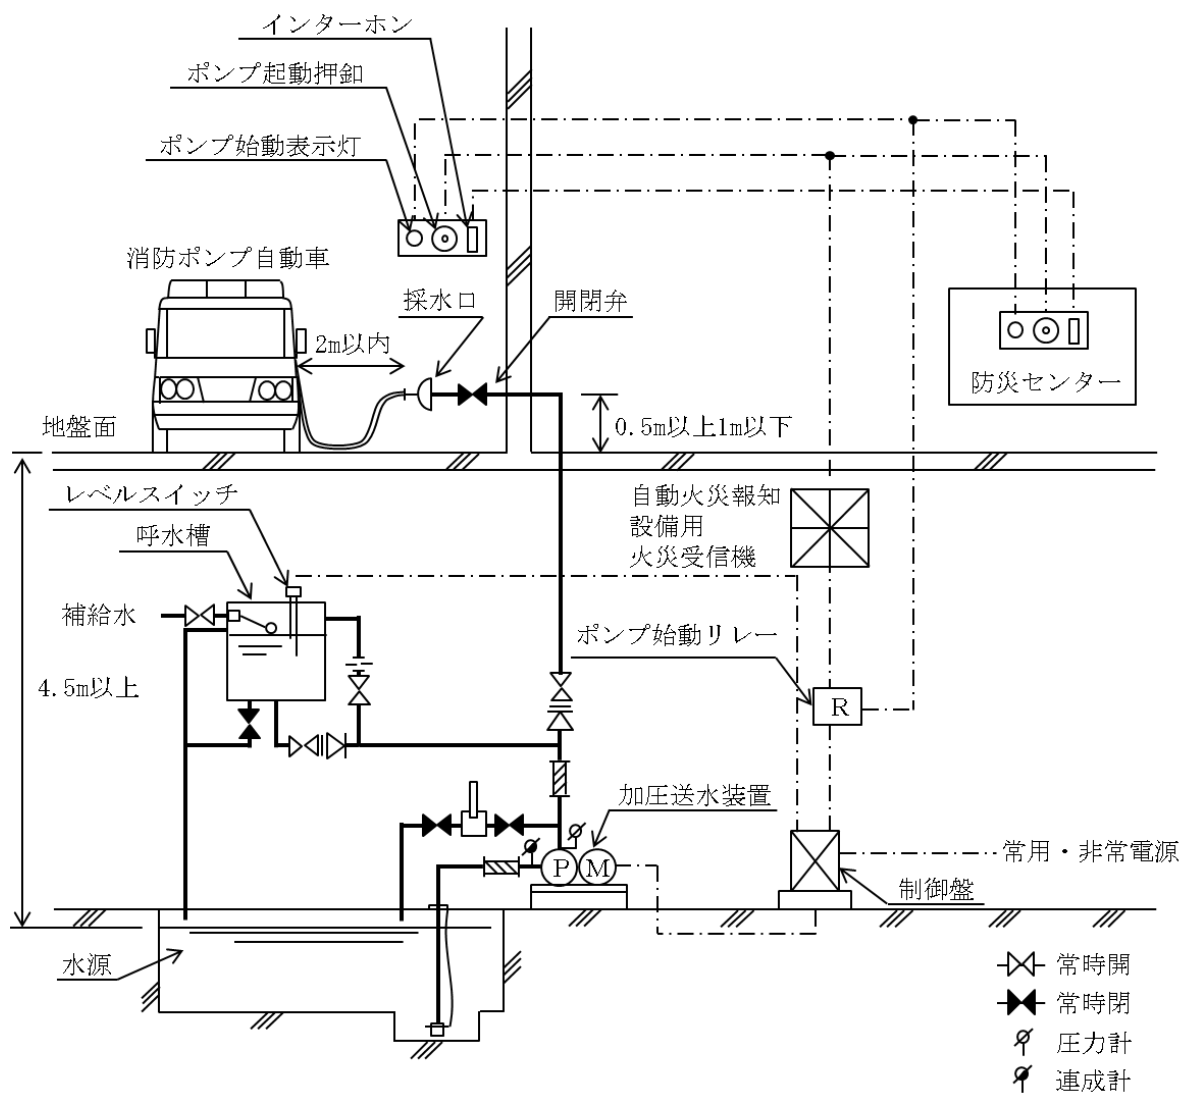 インターホン
ポンプ起動押釦
ポンプ始動表示灯
消防ポンプ自動車
採水口
開閉弁
2m以内
防災センター
地盤面
0.5m以上1m以下
レベルスイッチ
自動火災報知
設備用
火災受信機
呼水槽
補給水
ポンプ始動リレー
4.5m以上
R
加圧送水装置
P
M
常用・非常電源
制御盤
水源
常時開
常時閉
圧力計
連成計